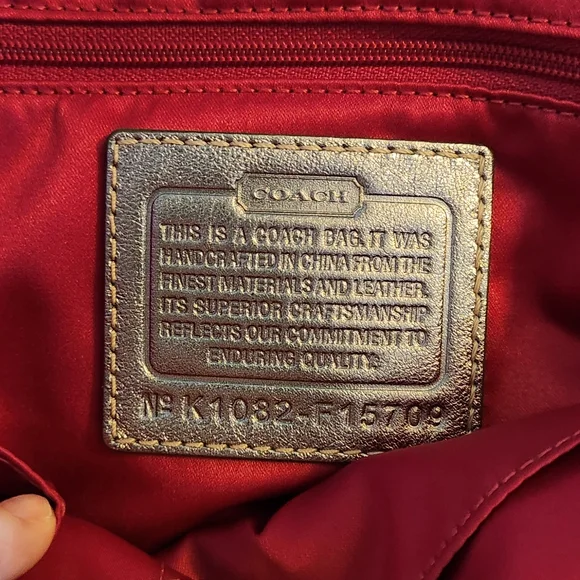 COACH
THIS IS A COACH BAG. IT WAS
HANDCRAFTED IN CHINA FROM THE
FINEST MATERIALS AND LEATHER.
ITS SUPERIOR CRAFTSMANSHIP
REFLECTS OUR COMMITMENT TO
ENDURING QUALITY.
Nº K1082-F15709